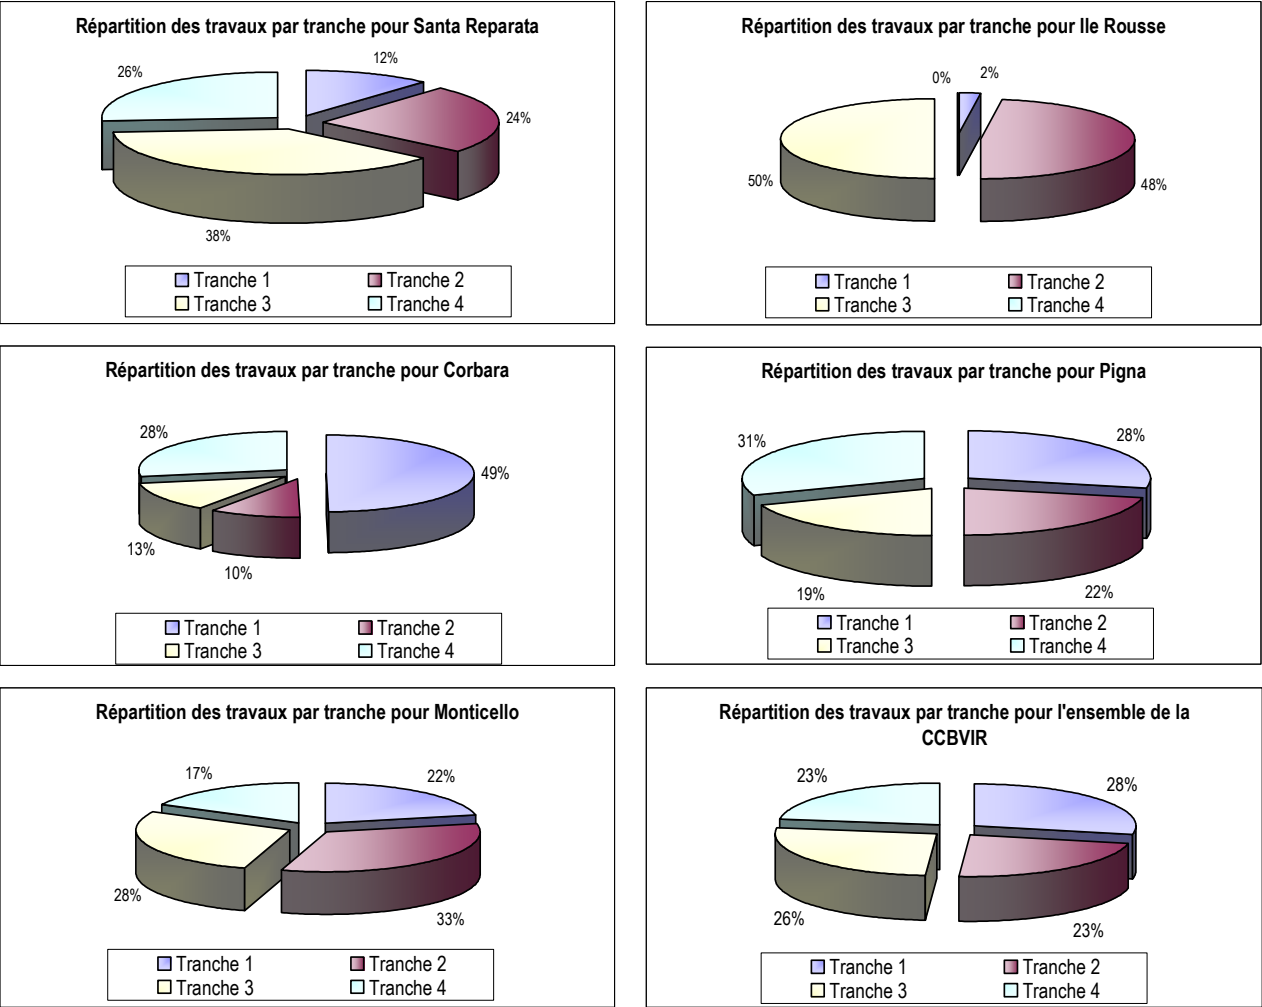 Répartition des travaux par tranche pour Santa Reparata
26%
12%
24%
38%
Tranche 1
Tranche 2
Tranche 3
Tranche 4
Répartition des travaux par tranche pour Ile Rousse
0%
2%
50%
48%
Tranche 1
Tranche 2
Tranche 3
Tranche 4
Répartition des travaux par tranche pour Corbara
28%
49%
13%
10%
Tranche 1
Tranche 2
Tranche 3
Tranche 4
Répartition des travaux par tranche pour Pigna
31%
28%
19%
22%
Tranche 1
Tranche 2
Tranche 3
Tranche 4
Répartition des travaux par tranche pour Monticello
17%
22%
28%
33%
Tranche 1
Tranche 2
Tranche 3
Tranche 4
Répartition des travaux par tranche pour l'ensemble de la
CCBVIR
23%
28%
26%
23%
Tranche 1
Tranche 2
Tranche 3
Tranche 4